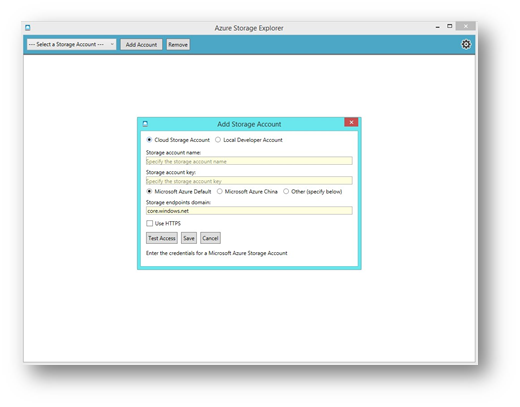 Azure Storage Explorer
--- Select a Storage Account --- Add Account Remove
Add Storage Account
Cloud Storage Account Local Developer Account
Storage account name:
Specify the storage account name
Storage account key:
Specify the storage account key
Microsoft Azure Default Microsoft Azure China Other (specify below)
Storage endpoints domain:
core.windows.net
Use HTTPS
Test Access Save Cancel
Enter the credentials for a Microsoft Azure Storage Account